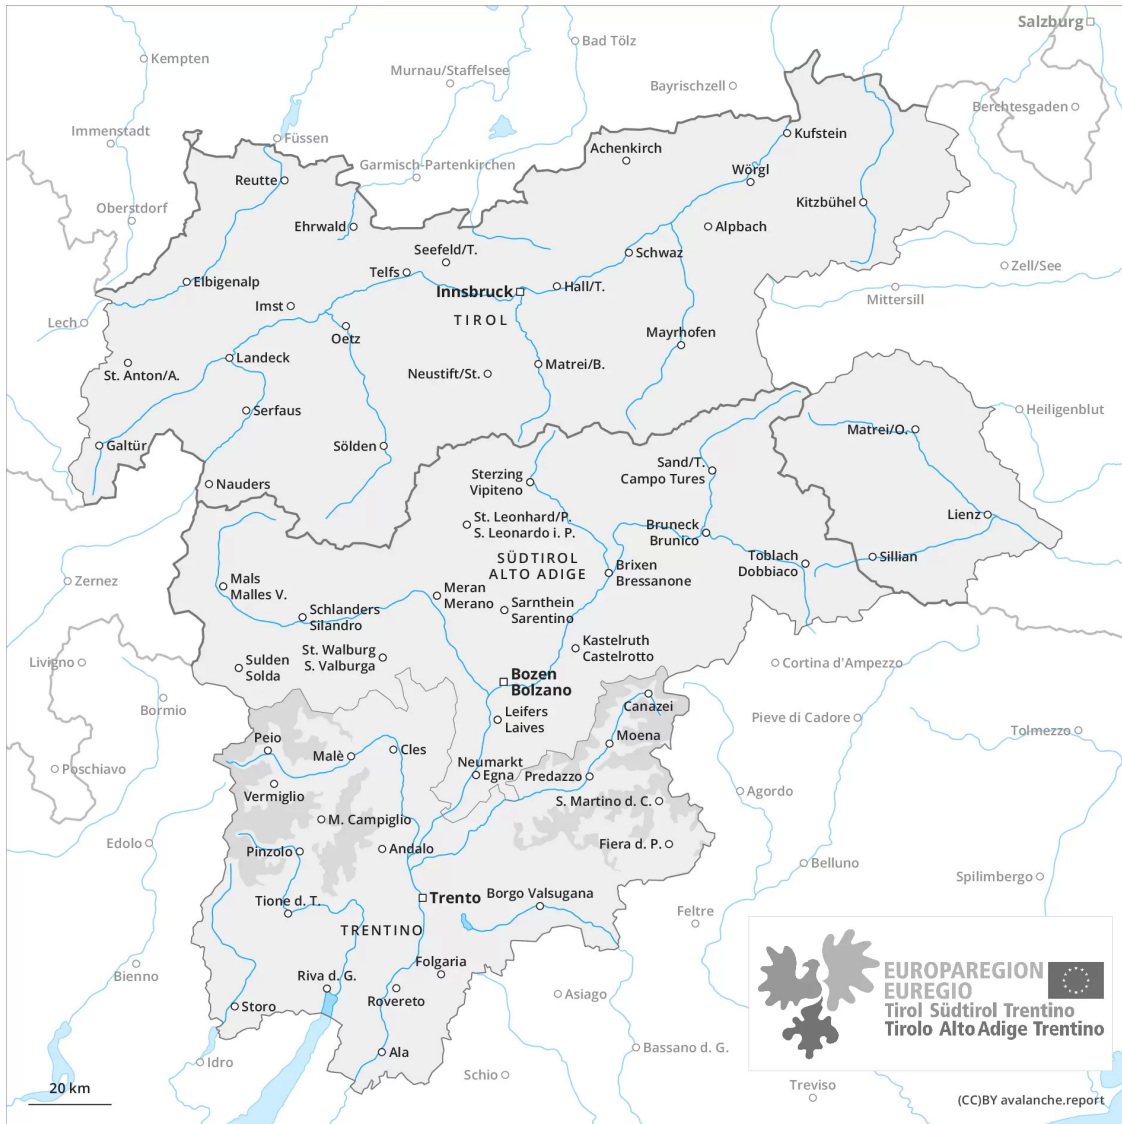 Salzburg
Bad Tölz
Kempten
Murnau/Staffelsee
Bayrischzell
Berchtesgaden
Immenstadt
Füssen
Kufstein
Achenkirch
Garmisch-Partenkirchen
Wörgl
Reutte
Oberstdorf
Kitzbühel
Ehrwald
Alpbach
Seefeld/T.
Schwaz
Telfs
Zell/See
Elbigenalp
Hall/T.
Innsbruck
Mittersill
Imst
Lech
TIROL
Oetz
Mayrhofen
Landeck
Matrei/B.
St. Anton/A.
Neustift/St.
Serfaus
Heiligenblut
Matrei/O.
Galtür
Sölden
Sand/T.
Campo Tures
Sterzing
Vipiteno
Nauders
Lienz
St. Leonhard/P.
S. Leonardo i. P.
Bruneck
Brunico
SÜDTIROL
ALTO ADIGE
Toblach
Dobbiaco
Sillian
Brixen
Bressanone
Zernez
Mals
Malles V.
Meran
Merano
Sarnthein
Sarentino
Schlanders
Silandro
Kastelruth
Castelrotto
St. Walburg
S. Valburga
Livigno
Sulden
Solda
Cortina d'Ampezzo
Bozen
Bolzano
Canazei
Bormio
Leifers
Laives
Pieve di Cadore
Tolmezzo
Peio
Moena
Malè
Cles
Neumarkt
Egna
Predazzo
Poschiavo
Vermiglio
Agordo
S. Martino d. C.
M. Campiglio
Edolo
Pinzolo
Andalo
Fiera d. P.
Belluno
Spilimbergo
Tione d. T.
Trento
Borgo Valsugana
Feltre
TRENTINO
Folgaria
Bienno
Riva d. G.
Rovereto
Storo
Asiago
EUROPAREGION
EUREGIO
Tirol Südtirol Trentino
Tirolo Alto Adige Trentino
Ala
Idro
Bassano d. G.
Schio
Treviso
20 km
(CC)BY avalanche.report